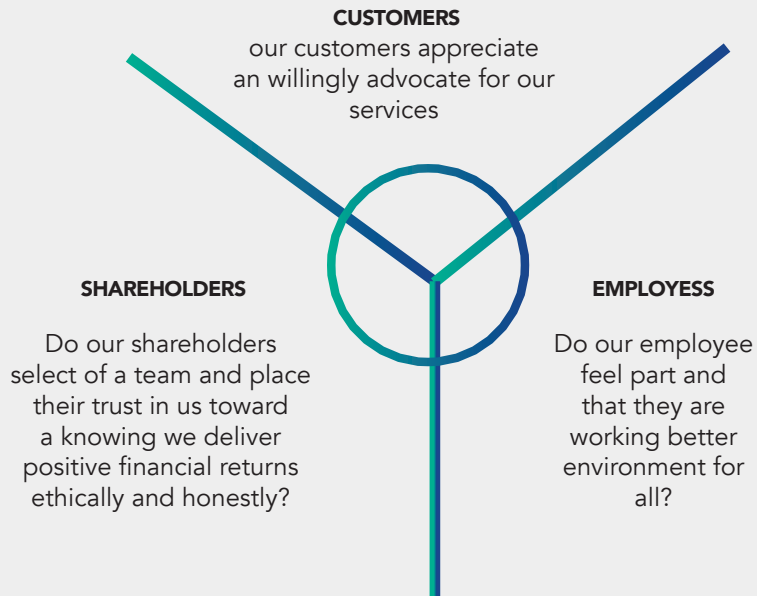 CUSTOMERS
our customers appreciate
an willingly advocate for our
services
SHAREHOLDERS
Do our shareholders
select of a team and place
their trust in us toward
a knowing we deliver
positive financial returns
ethically and honestly?
EMPLOYESS
Do our employee
feel part and
that they are
working better
environment for
all?